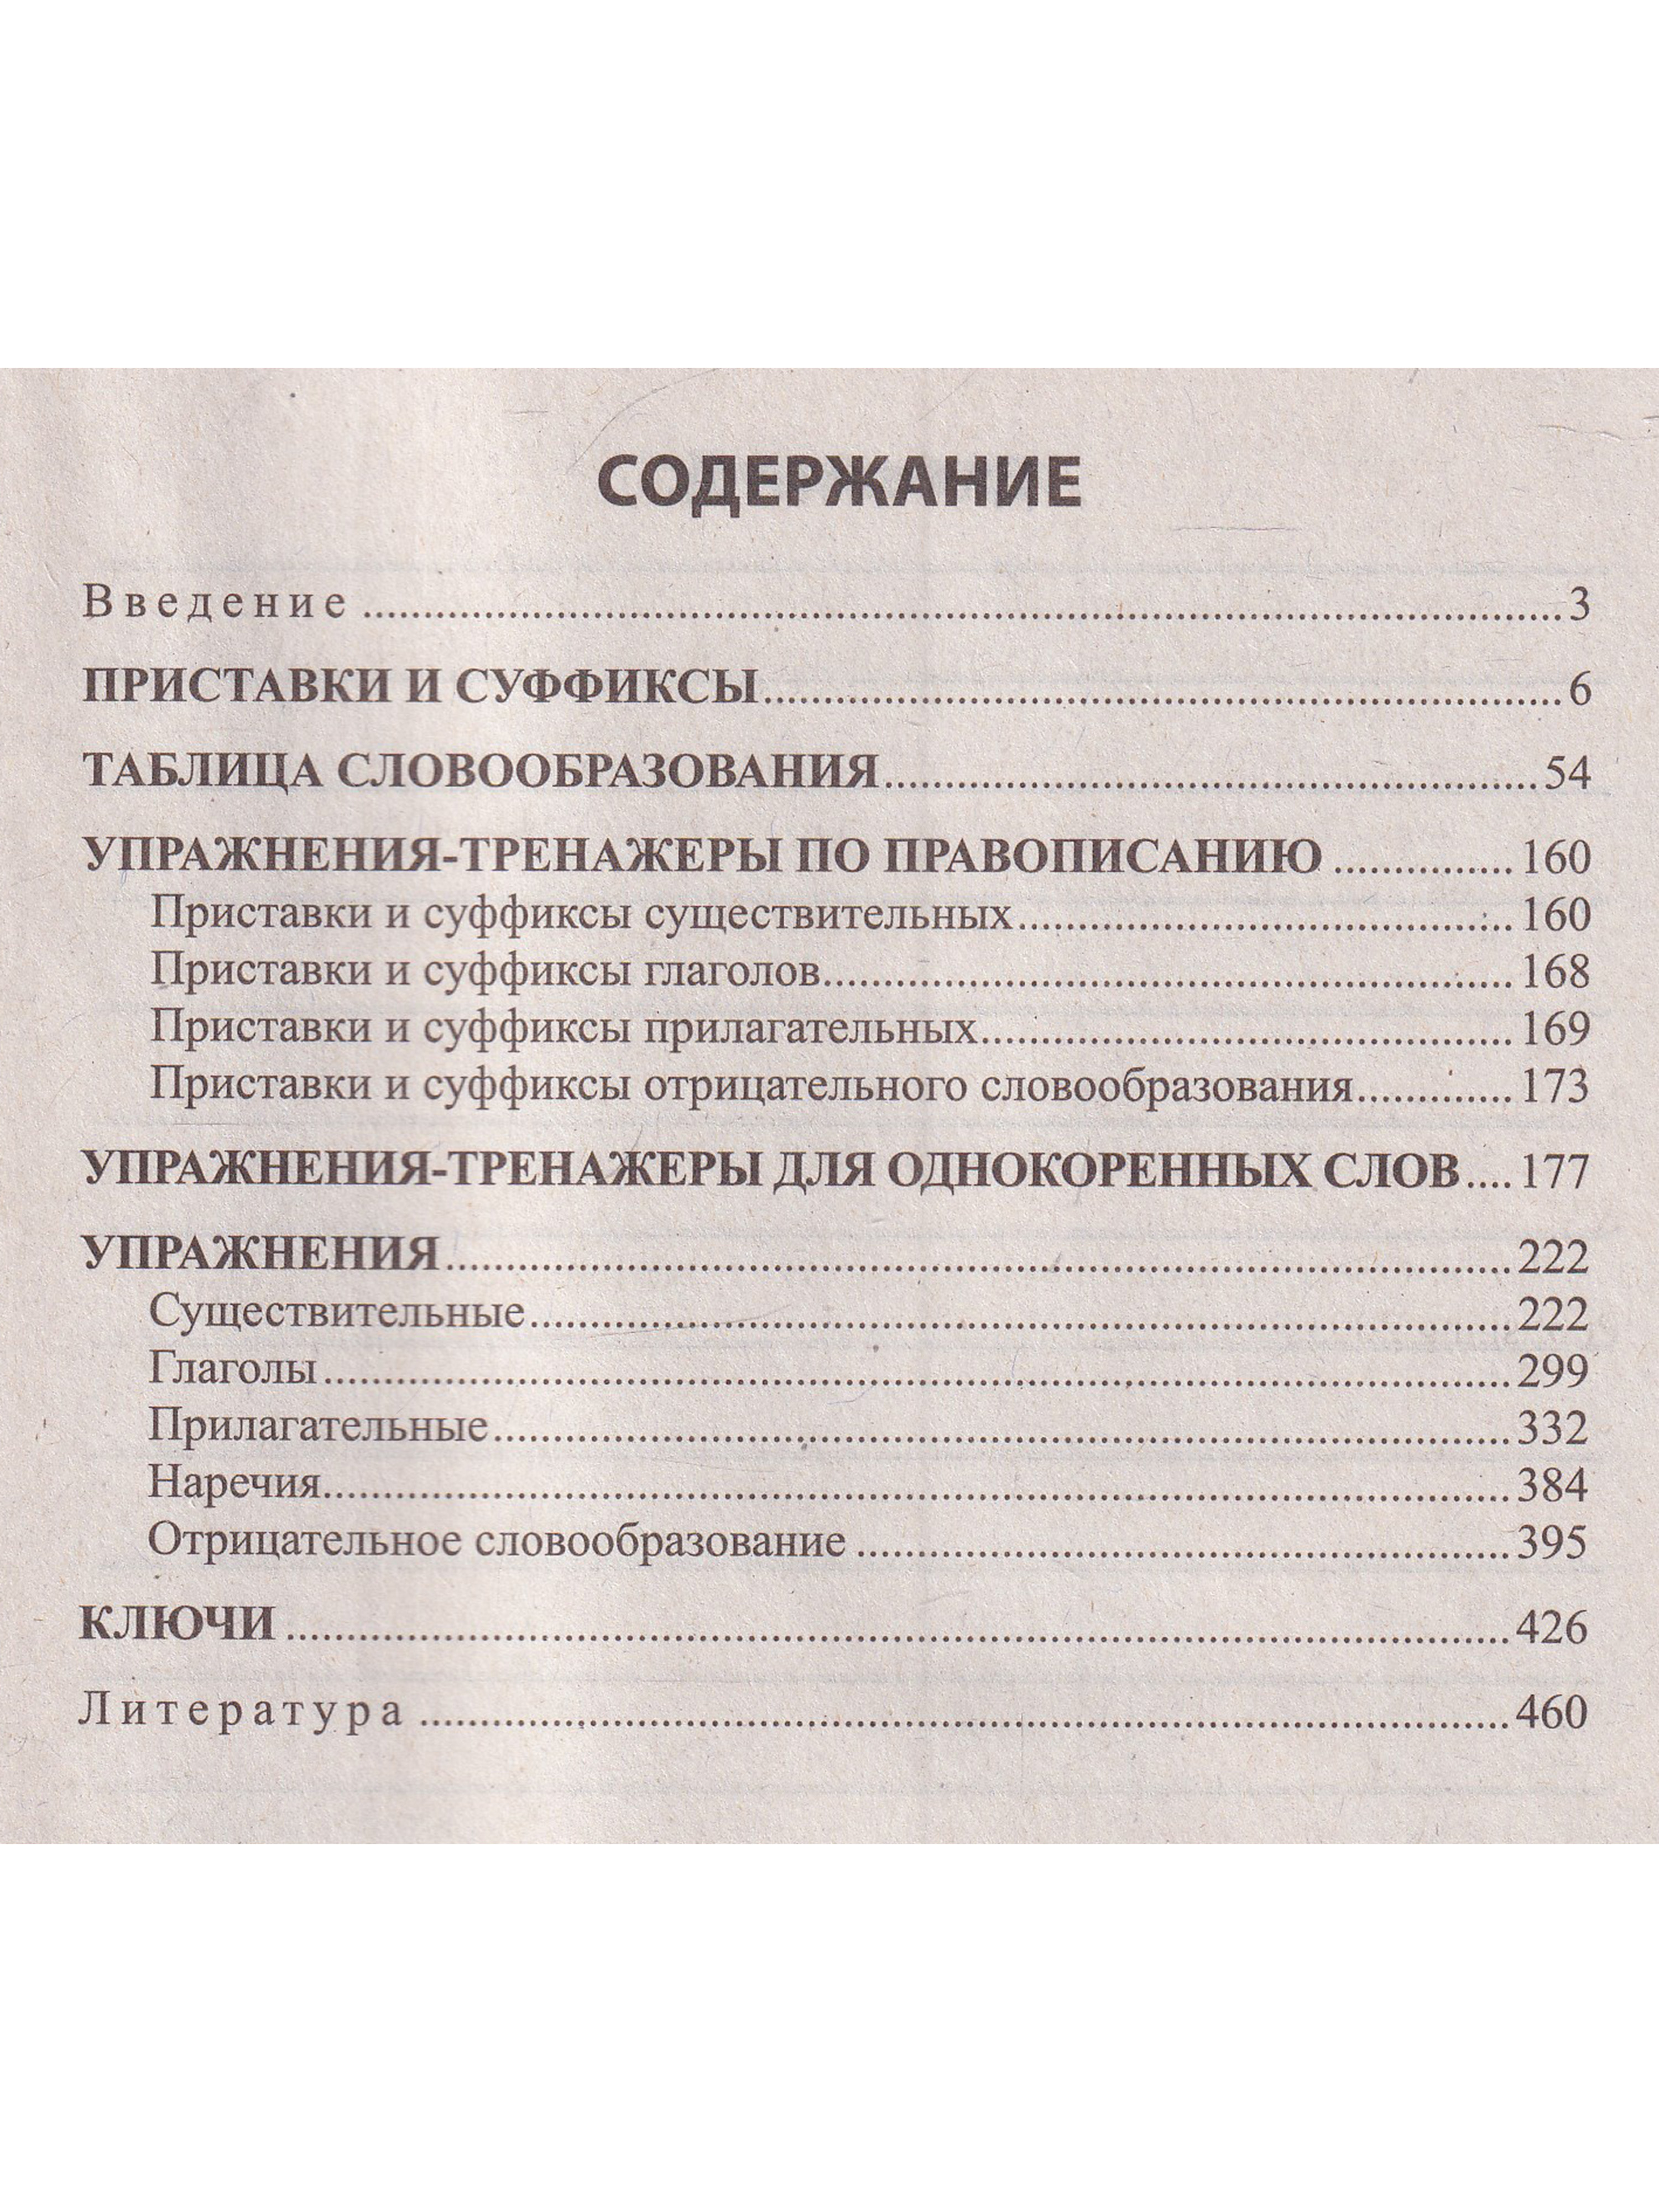 СОДЕРЖАНИЕ
Введение ........ 3
ПРИСТАВКИ И СУФФИКСЫ ........ 6
ТАБЛИЦА СЛОВООБРАЗОВАНИЯ ........ 54
УПРАЖНЕНИЯ-ТРЕНАЖЕРЫ ПО ПРАВОПИСАНИЮ ........ 160
Приставки и суффиксы существительных ........ 160
Приставки и суффиксы глаголов ........ 168
Приставки и суффиксы прилагательных ........ 169
Приставки и суффиксы отрицательного словообразования ........ 173
УПРАЖНЕНИЯ-ТРЕНАЖЕРЫ ДЛЯ ОДНОКОРЕННЫХ СЛОВ .... 177
УПРАЖНЕНИЯ ........ 222
Существительные ........ 222
Глаголы ........ 299
Прилагательные ........ 332
Наречия ........ 384
Отрицательное словообразование ........ 395
КЛЮЧИ ........ 426
Литература ........ 460